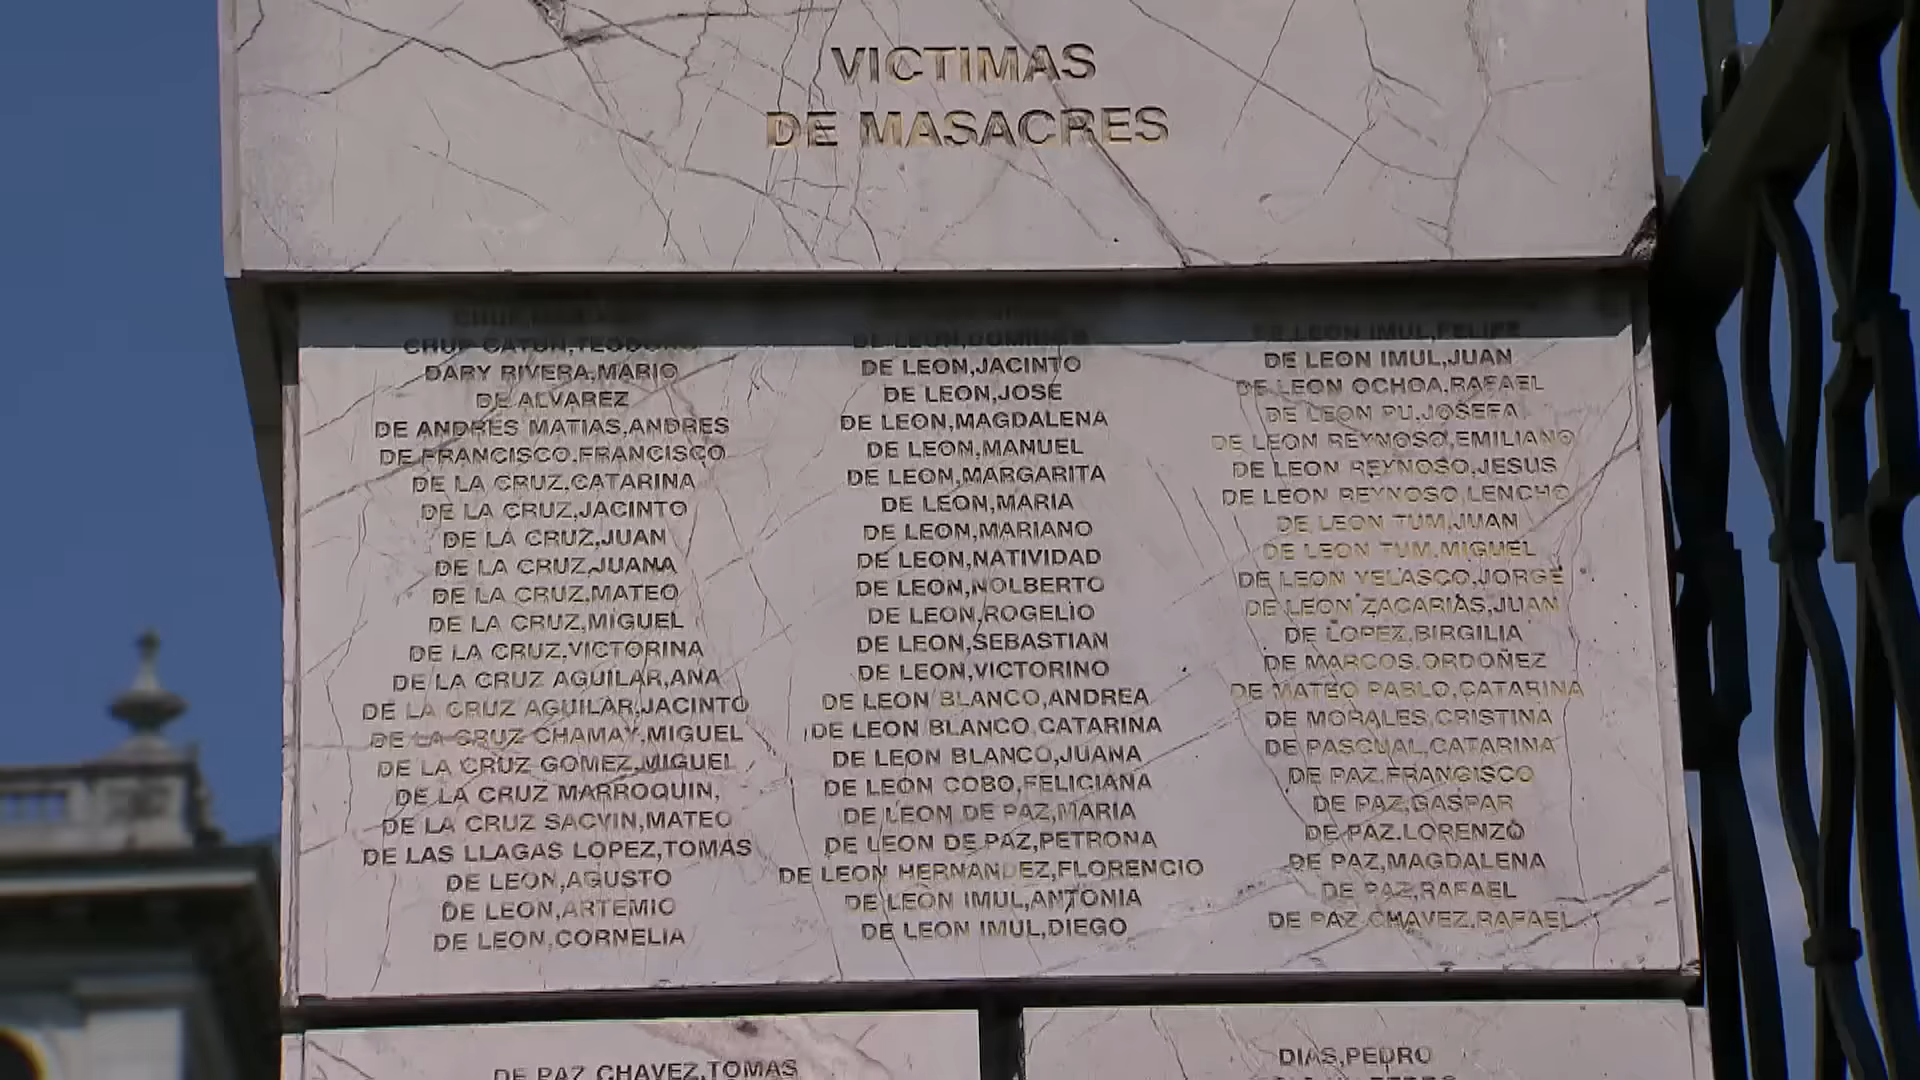 VICTIMAS
DE MASACRES
CHUP CATUN,TEODORO
DARY RIVERA,MARIO
DE ALVAREZ
DE ANDRES MATIAS,ANDRES
DE FRANCISCO,FRANCISCO
DE LA CRUZ,CATARINA
DE LA CRUZ,JACINTO
DE LA CRUZ,JUAN
DE LA CRUZ,JUANA
DE LA CRUZ,MATEO
DE LA CRUZ,MIGUEL
DE LA CRUZ,VICTORINA
DE LA CRUZ AGUILAR,ANA
DE LA CRUZ AGUILAR,JACINTO
DE LA CRUZ CHAMAY,MIGUEL
DE LA CRUZ GOMEZ,MIGUEL
DE LA CRUZ MARROQUIN,
DE LA CRUZ SACVIN,MATEO
DE LAS LLAGAS LOPEZ,TOMAS
DE LEON,AGUSTO
DE LEON,ARTEMIO
DE LEON,CORNELIA
DE LEON,DOMINGA
DE LEON,JACINTO
DE LEON,JOSE
DE LEON,MAGDALENA
DE LEON,MANUEL
DE LEON,MARGARITA
DE LEON,MARIA
DE LEON,MARIANO
DE LEON,NATIVIDAD
DE LEON,NOLBERTO
DE LEON,ROGELIO
DE LEON,SEBASTIAN
DE LEON,VICTORINO
DE LEON BLANCO,ANDREA
DE LEON BLANCO,CATARINA
DE LEON BLANCO,JUANA
DE LEON COBO,FELICIANA
DE LEON DE PAZ,MARIA
DE LEON DE PAZ,PETRONA
DE LEON HERNANDEZ,FLORENCIO
DE LEON IMUL,ANTONIA
DE LEON IMUL,DIEGO
DE LEON IMUL,FELIPE
DE LEON IMUL,JUAN
DE LEON OCHOA,RAFAEL
DE LEON PU,JOSEFA
DE LEON REYNOSO,EMILIANO
DE LEON REYNOSO,JESUS
DE LEON REYNOSO,LENCHO
DE LEON TUM,JUAN
DE LEON TUM,MIGUEL
DE LEON VELASCO,JORGE
DE LEON ZACARIAS,JUAN
DE LOPEZ,BIRGILIA
DE MARCOS,ORDOÑEZ
DE MATEO PABLO,CATARINA
DE MORALES,CRISTINA
DE PASCUAL,CATARINA
DE PAZ,FRANCISCO
DE PAZ,GASPAR
DE PAZ,LORENZO
DE PAZ,MAGDALENA
DE PAZ,RAFAEL
DE PAZ CHAVEZ,RAFAEL
DE PAZ CHAVEZ,TOMAS
DIAS,PEDRO